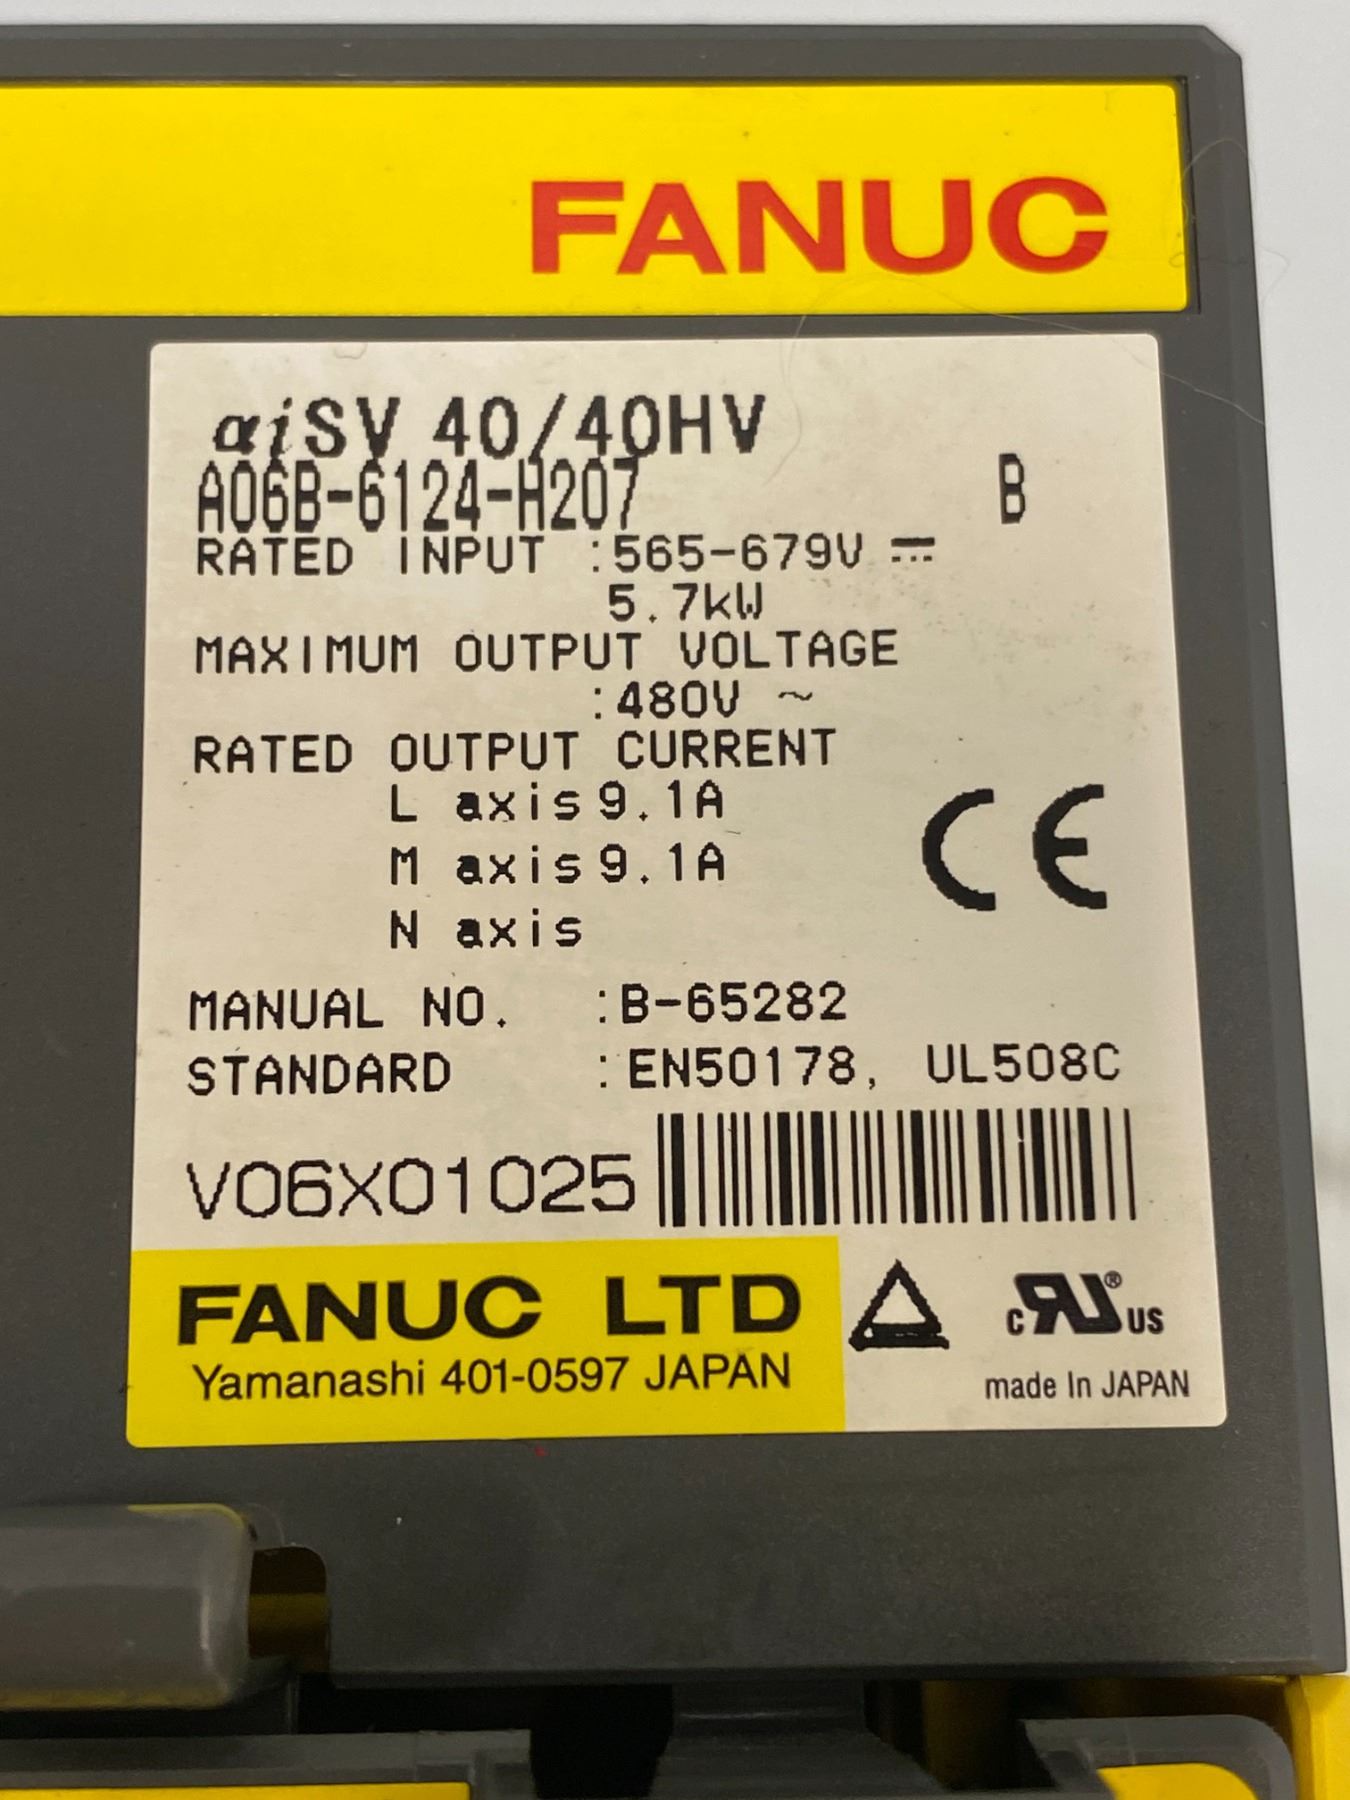 FANUC
αiSV 40/40HV
A06B-6124-H207 B
RATED INPUT :565-679V ⎓
5.7kW
MAXIMUM OUTPUT VOLTAGE
:480V ~
RATED OUTPUT CURRENT
L axis 9.1A
M axis 9.1A
N axis
CE
MANUAL NO. :B-65282
STANDARD :EN50178, UL508C
V06X01025
FANUC LTD
Yamanashi 401-0597 JAPAN
c RU ® US
made In JAPAN